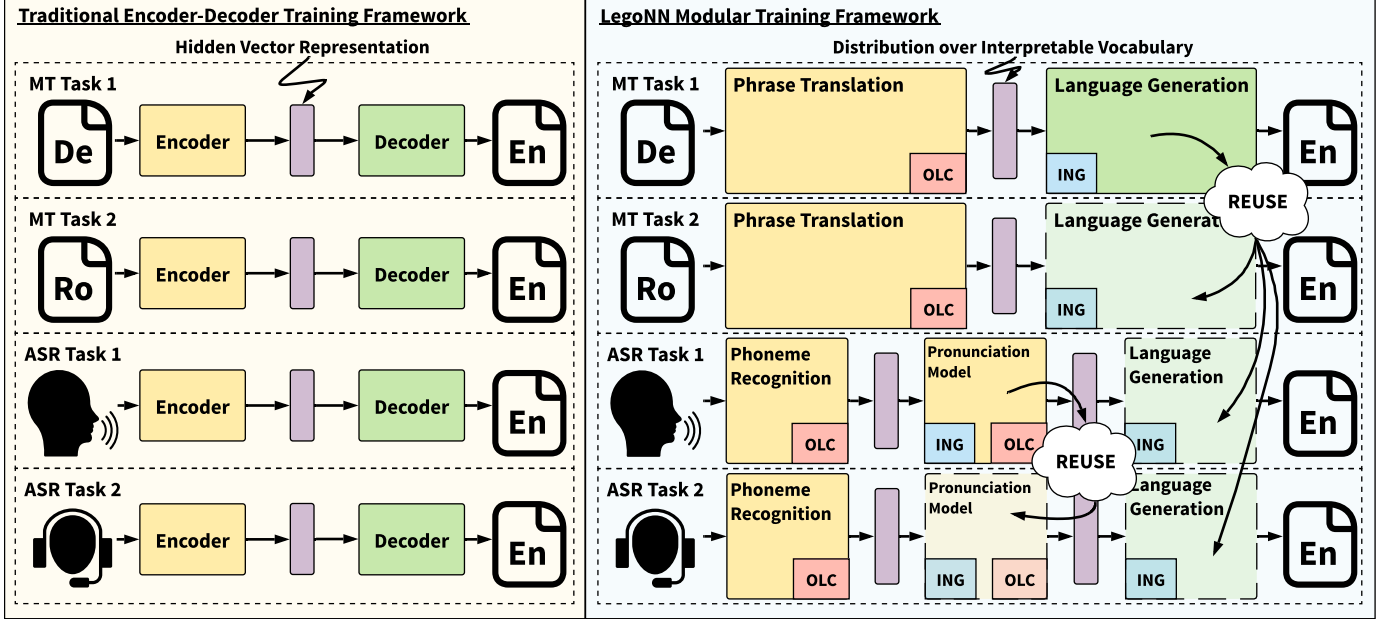 Traditional Encoder-Decoder Training Framework
Hidden Vector Representation
MT Task 1
De
Encoder
Decoder
En
MT Task 2
Ro
Encoder
Decoder
En
ASR Task 1
Encoder
Decoder
En
ASR Task 2
Encoder
Decoder
En
LegoNN Modular Training Framework
Distribution over Interpretable Vocabulary
MT Task 1
De
Phrase Translation
OLC
Language Generation
ING
En
REUSE
MT Task 2
Ro
Phrase Translation
OLC
Language Generat
ING
En
ASR Task 1
Phoneme
Recognition
OLC
Pronunciation
Model
ING
OLC
Language
Generation
ING
En
REUSE
ASR Task 2
Phoneme
Recognition
OLC
Pronunciation
Model
ING
OLC
Language
Generation
ING
En